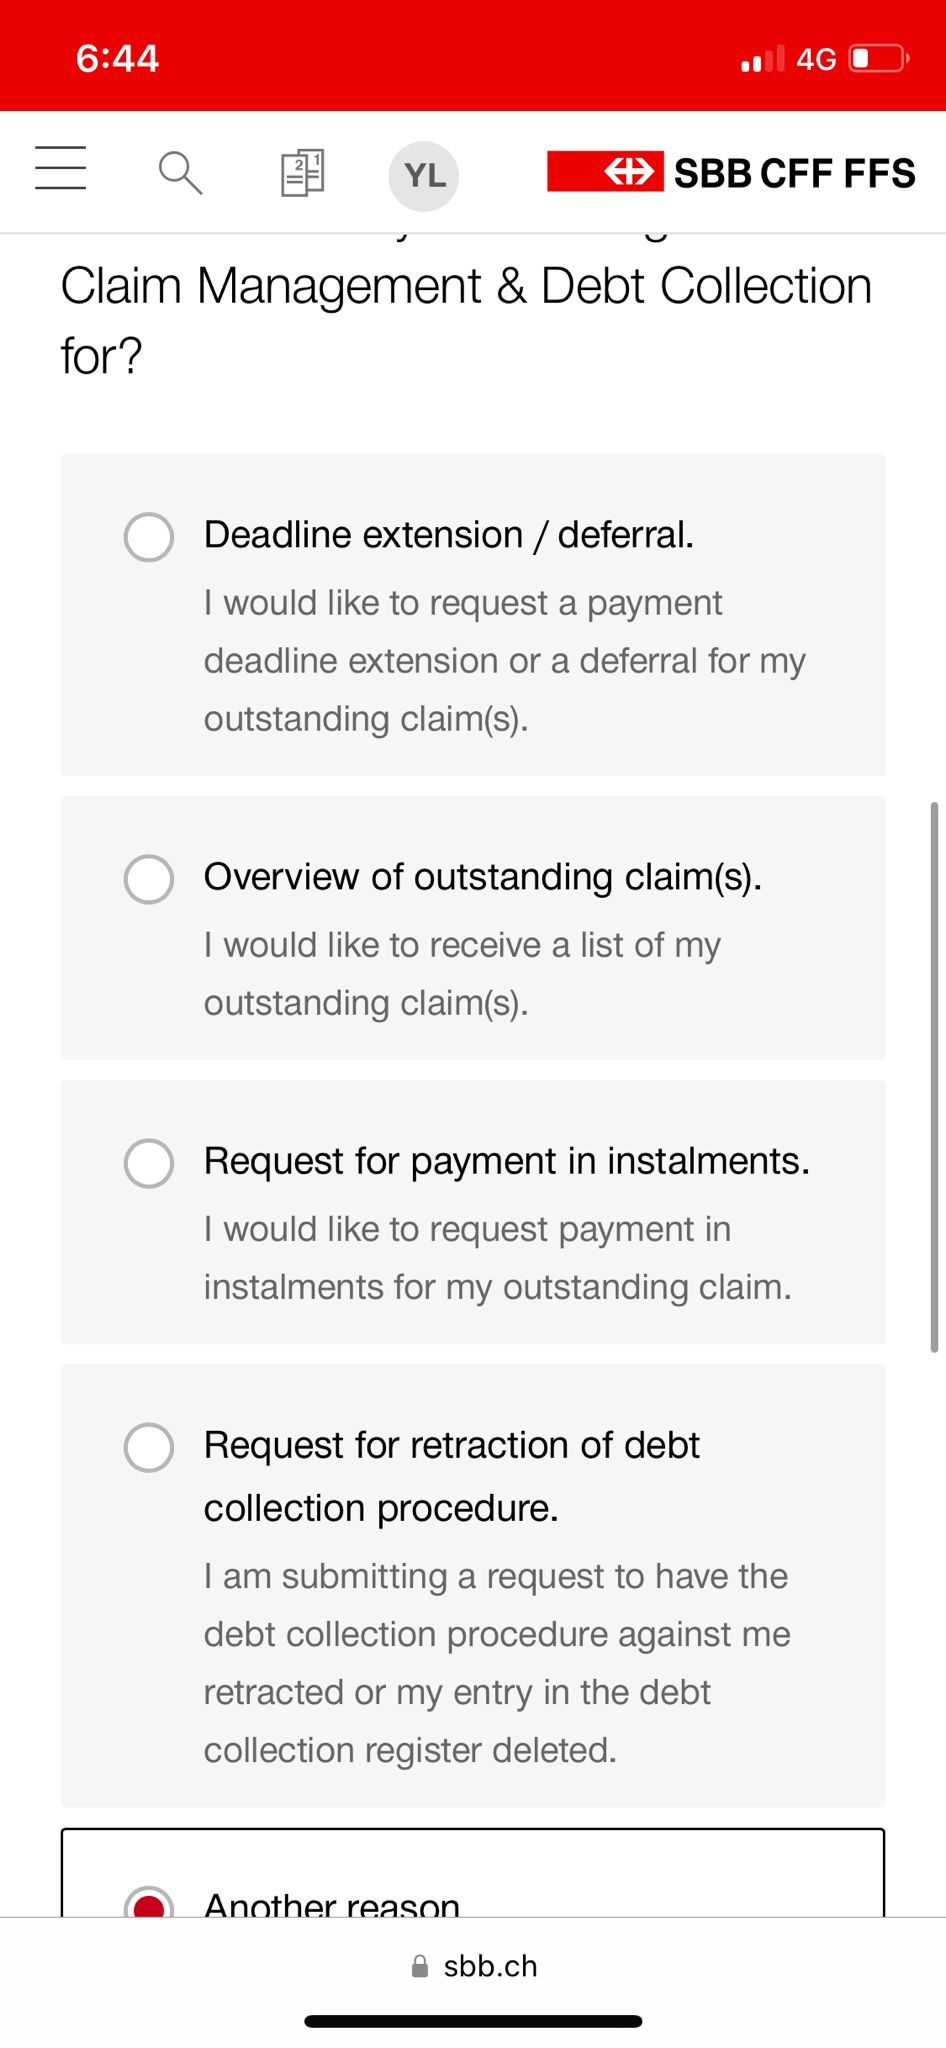 6:44
4G
2 1
YL
SBB CFF FFS
Claim Management & Debt Collection
for?
Deadline extension / deferral.
I would like to request a payment
deadline extension or a deferral for my
outstanding claim(s).
Overview of outstanding claim(s).
I would like to receive a list of my
outstanding claim(s).
Request for payment in instalments.
I would like to request payment in
instalments for my outstanding claim.
Request for retraction of debt
collection procedure.
I am submitting a request to have the
debt collection procedure against me
retracted or my entry in the debt
collection register deleted.
Another reason
sbb.ch